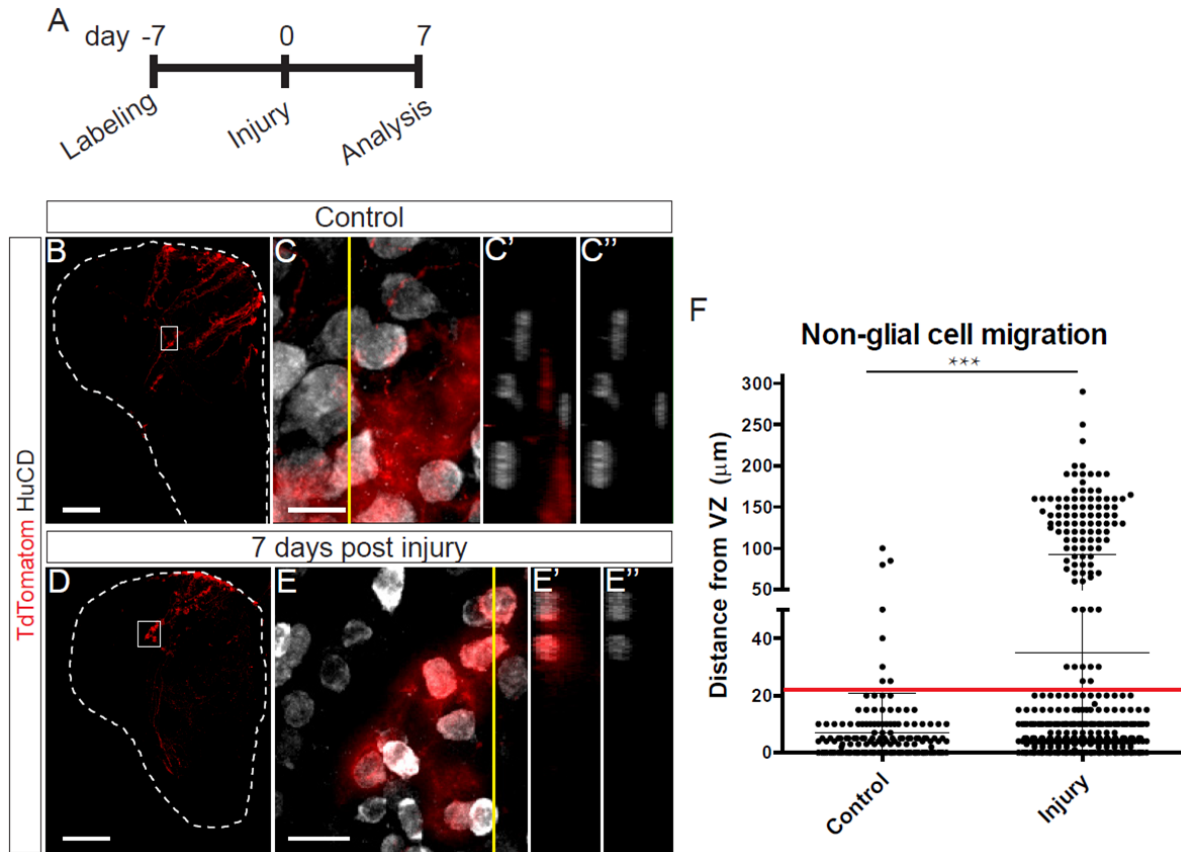 A
day -7 0 7
Labeling Injury Analysis
Control
B C C' C''
TdTomatom HuCD
7 days post injury
D E E' E''
F
Non-glial cell migration
***
Distance from VZ (μm)
300
250
200
150
100
50
40
20
0
Control Injury